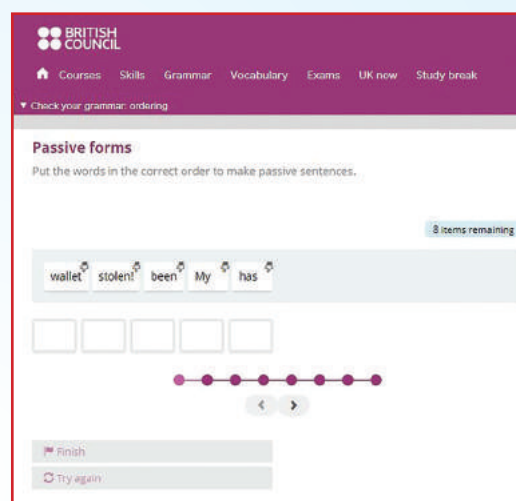 BRITISH
COUNCIL
Courses Skills Grammar Vocabulary Exams UK now Study break
Check your grammar: ordering
Passive forms
Put the words in the correct order to make passive sentences.
8 items remaining
wallet stolen! been My has
Finish
Try again